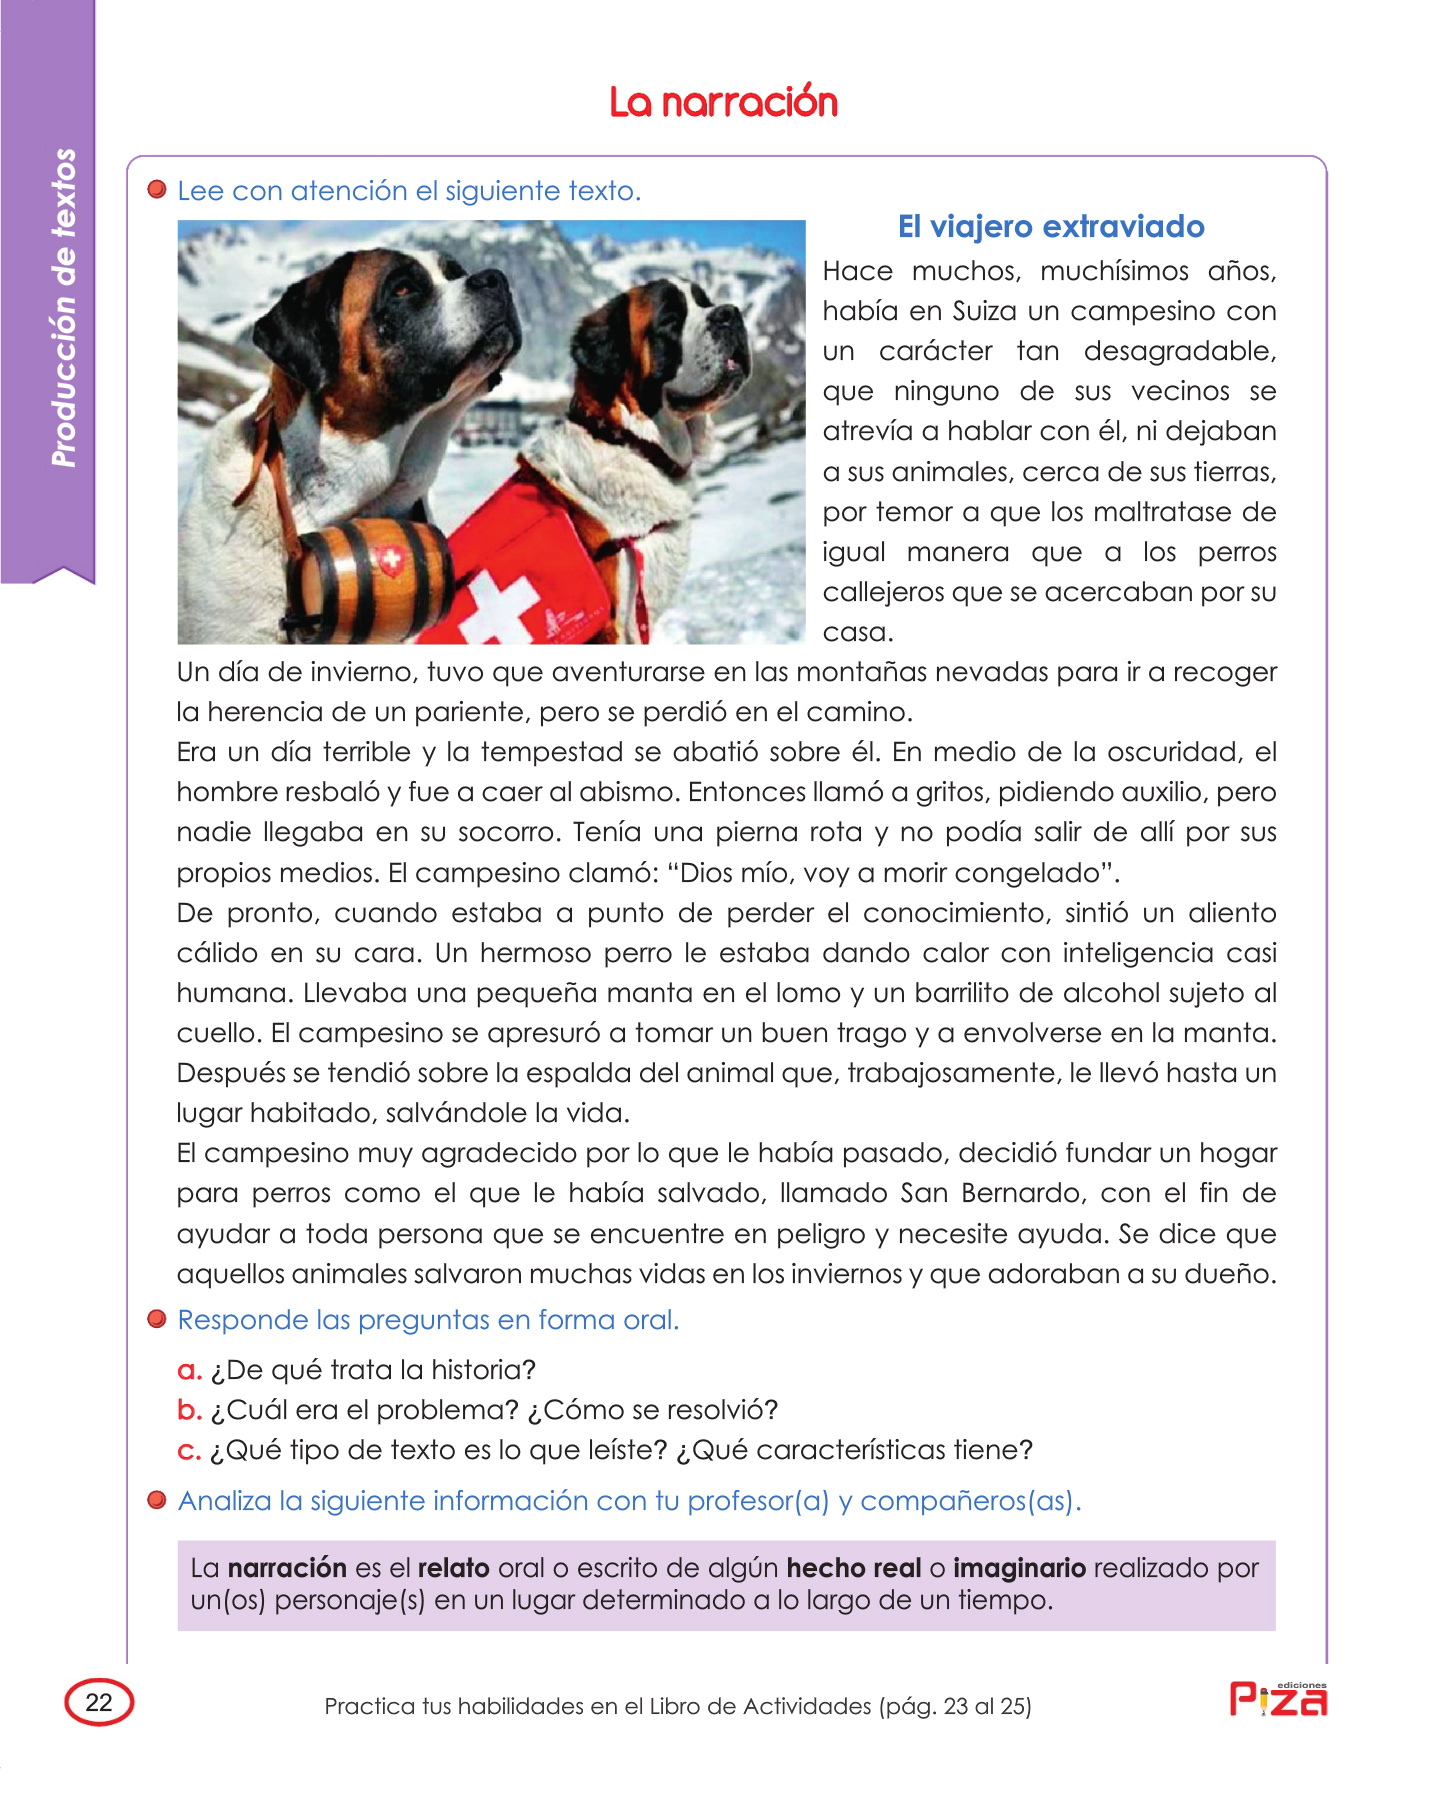 Producción de textos
La narración
Lee con atención el siguiente texto.
El viajero extraviado
Hace muchos, muchísimos años,
había en Suiza un campesino con
un carácter tan desagradable,
que ninguno de sus vecinos se
atrevía a hablar con él, ni dejaban
a sus animales, cerca de sus tierras,
por temor a que los maltratase de
igual manera que a los perros
callejeros que se acercaban por su
casa.
Un día de invierno, tuvo que aventurarse en las montañas nevadas para ir a recoger
la herencia de un pariente, pero se perdió en el camino.
Era un día terrible y la tempestad se abatió sobre él. En medio de la oscuridad, el
hombre resbaló y fue a caer al abismo. Entonces llamó a gritos, pidiendo auxilio, pero
nadie llegaba en su socorro. Tenía una pierna rota y no podía salir de allí por sus
propios medios. El campesino clamó: “Dios mío, voy a morir congelado”.
De pronto, cuando estaba a punto de perder el conocimiento, sintió un aliento
cálido en su cara. Un hermoso perro le estaba dando calor con inteligencia casi
humana. Llevaba una pequeña manta en el lomo y un barrilito de alcohol sujeto al
cuello. El campesino se apresuró a tomar un buen trago y a envolverse en la manta.
Después se tendió sobre la espalda del animal que, trabajosamente, le llevó hasta un
lugar habitado, salvándole la vida.
El campesino muy agradecido por lo que le había pasado, decidió fundar un hogar
para perros como el que le había salvado, llamado San Bernardo, con el fin de
ayudar a toda persona que se encuentre en peligro y necesite ayuda. Se dice que
aquellos animales salvaron muchas vidas en los inviernos y que adoraban a su dueño.
Responde las preguntas en forma oral.
a. ¿De qué trata la historia?
b. ¿Cuál era el problema? ¿Cómo se resolvió?
c. ¿Qué tipo de texto es lo que leíste? ¿Qué características tiene?
Analiza la siguiente información con tu profesor(a) y compañeros(as).
La narración es el relato oral o escrito de algún hecho real o imaginario realizado por
un(os) personaje(s) en un lugar determinado a lo largo de un tiempo.
22
Practica tus habilidades en el Libro de Actividades (pág. 23 al 25)
ediciones
Piza